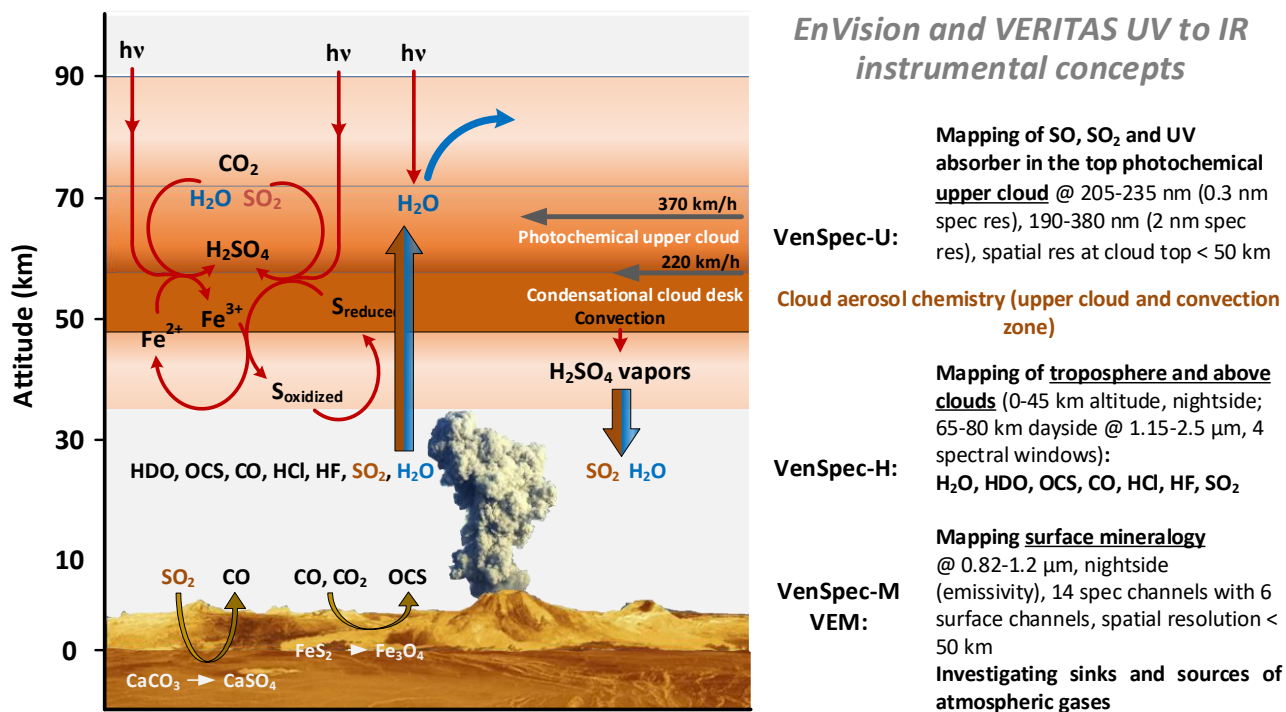 EnVision and VERITAS UV to IR
instrumental concepts
Attitude (km)
90
70
50
30
10
0
hν
hν
hν
CO₂
H₂O SO₂
H₂SO₄
Fe²⁺
Fe³⁺
S_reduced
S_oxidized
H₂O
370 km/h
Photochemical upper cloud
220 km/h
Condensational cloud desk
Convection
H₂SO₄ vapors
HDO, OCS, CO, HCl, HF, SO₂, H₂O
SO₂ H₂O
SO₂
CO
CO, CO₂
OCS
FeS₂ → Fe₃O₄
CaCO₃ → CaSO₄
VenSpec-U:
Mapping of SO, SO₂ and UV
absorber in the top photochemical
upper cloud @ 205-235 nm (0.3 nm
spec res), 190-380 nm (2 nm spec
res), spatial res at cloud top < 50 km
Cloud aerosol chemistry (upper cloud and convection
zone)
VenSpec-H:
Mapping of troposphere and above
clouds (0-45 km altitude, nightside;
65-80 km dayside @ 1.15-2.5 µm, 4
spectral windows):
H₂O, HDO, OCS, CO, HCl, HF, SO₂
VenSpec-M
VEM:
Mapping surface mineralogy
@ 0.82-1.2 µm, nightside
(emissivity), 14 spec channels with 6
surface channels, spatial resolution <
50 km
Investigating sinks and sources of
atmospheric gases